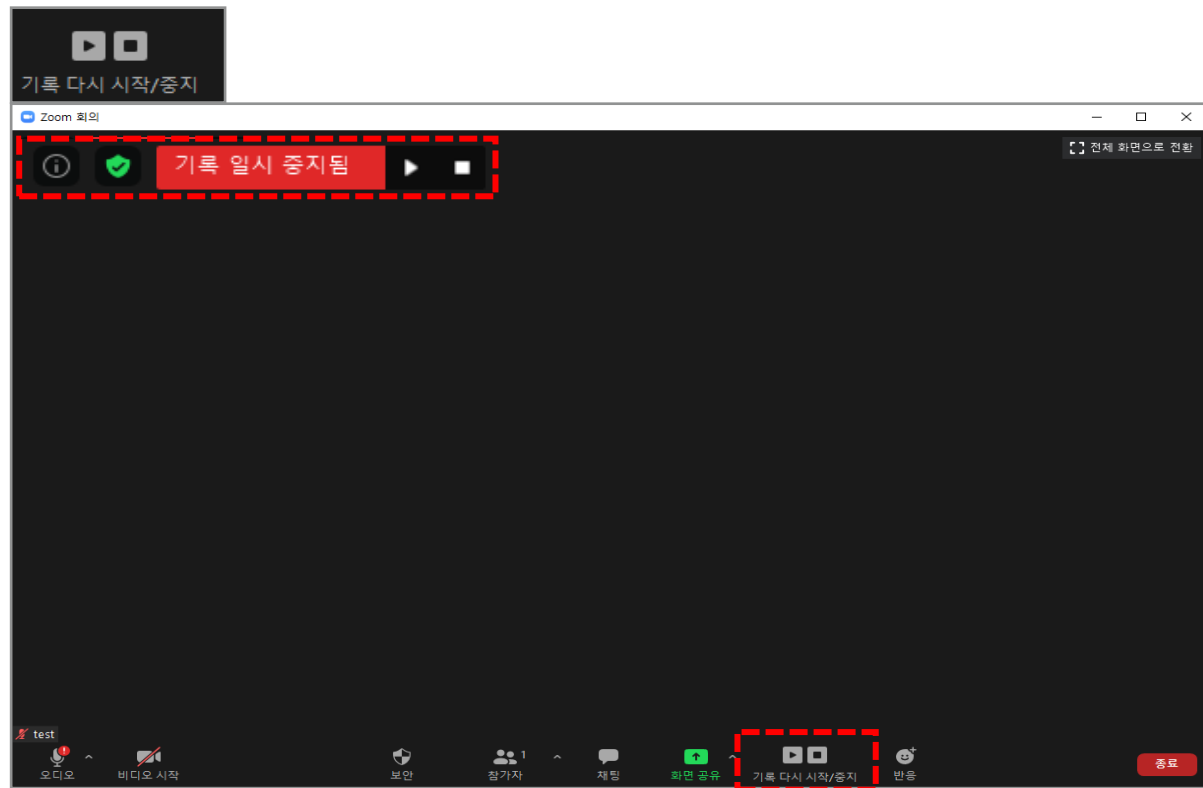 기록 다시 시작/중지
Zoom 회의
기록 일시 중지됨
전체 화면으로 전환
test
오디오
비디오 시작
보안
1
참가자
채팅
화면 공유
기록 다시 시작/중지
반응
종료